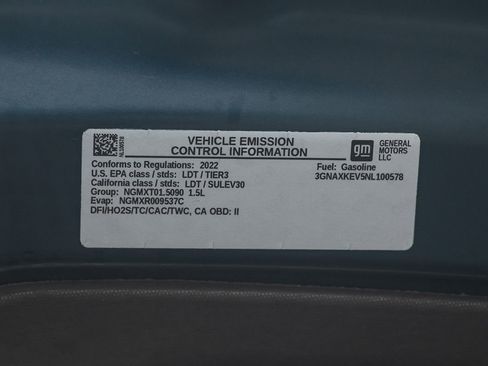 NL100578
VEHICLE EMISSION
CONTROL INFORMATION
gm
GENERAL
MOTORS
LLC
Conforms to Regulations: 2022
Fuel: Gasoline
U.S. EPA class / stds: LDT / TIER3
3GNAXKEV5NL100578
California class / stds: LDT / SULEV30
Group: NGMXT01.5090 1.5L
Evap: NGMXR009537C
DFI/HO2S/TC/CAC/TWC, CA OBD: II